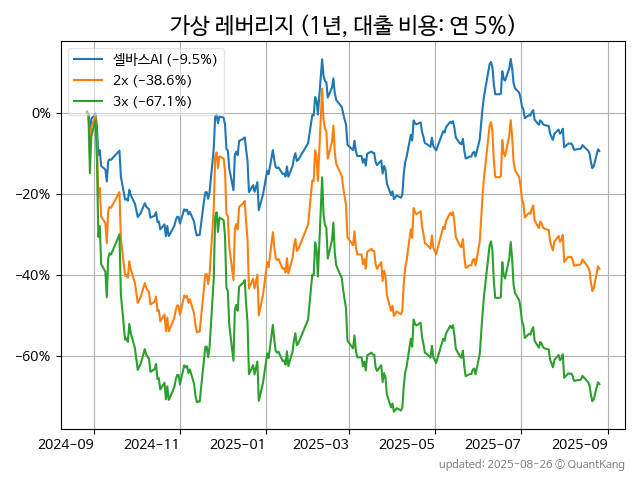 가상 레버리지 (1년, 대출 비용: 연 5%)
셀바스AI (−9.5%)
2x (−38.6%)
3x (−67.1%)
0%
−20%
−40%
−60%
2024-09 2024-11 2025-01 2025-03 2025-05 2025-07 2025-09
updated: 2025-08-26 © QuantKang